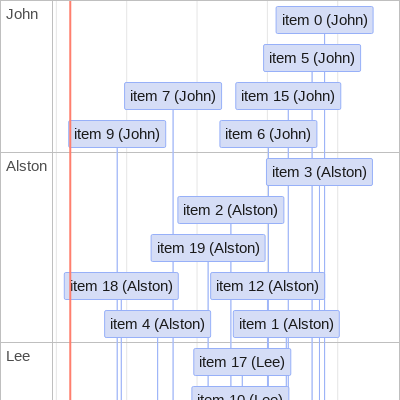 John
item 0 (John)
item 5 (John)
item 7 (John)
item 15 (John)
item 9 (John)
item 6 (John)
Alston
item 3 (Alston)
item 2 (Alston)
item 19 (Alston)
item 18 (Alston)
item 12 (Alston)
item 4 (Alston)
item 1 (Alston)
Lee
item 17 (Lee)
item 10 (Lee)